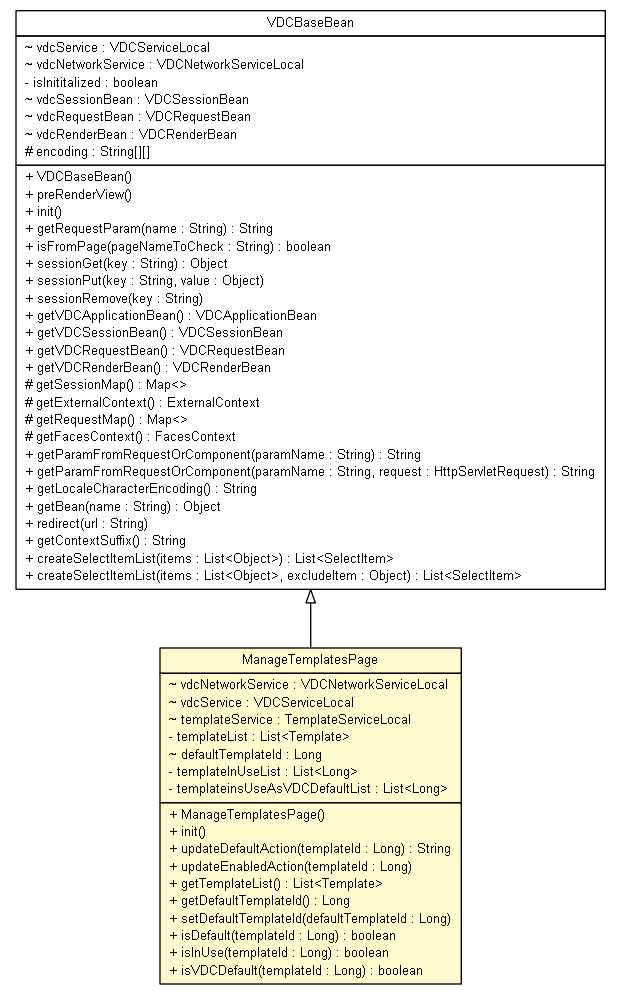 VDCBaseBean
~ vdcService : VDCServiceLocal
~ vdcNetworkService : VDCNetworkServiceLocal
- isInititalized : boolean
~ vdcSessionBean : VDCSessionBean
~ vdcRequestBean : VDCRequestBean
~ vdcRenderBean : VDCRenderBean
# encoding : String[][]
+ VDCBaseBean()
+ preRenderView()
+ init()
+ getRequestParam(name : String) : String
+ isFromPage(pageNameToCheck : String) : boolean
+ sessionGet(key : String) : Object
+ sessionPut(key : String, value : Object)
+ sessionRemove(key : String)
+ getVDCApplicationBean() : VDCApplicationBean
+ getVDCSessionBean() : VDCSessionBean
+ getVDCRequestBean() : VDCRequestBean
+ getVDCRenderBean() : VDCRenderBean
# getSessionMap() : Map<>
# getExternalContext() : ExternalContext
# getRequestMap() : Map<>
# getFacesContext() : FacesContext
+ getParamFromRequestOrComponent(paramName : String) : String
+ getParamFromRequestOrComponent(paramName : String, request : HttpServletRequest) : String
+ getLocaleCharacterEncoding() : String
+ getBean(name : String) : Object
+ redirect(url : String)
+ getContextSuffix() : String
+ createSelectItemList(items : List<Object>) : List<SelectItem>
+ createSelectItemList(items : List<Object>, excludeItem : Object) : List<SelectItem>
ManageTemplatesPage
~ vdcNetworkService : VDCNetworkServiceLocal
~ vdcService : VDCServiceLocal
~ templateService : TemplateServiceLocal
- templateList : List<Template>
~ defaultTemplateId : Long
- templateInUseList : List<Long>
- templateinsUseAsVDCDefaultList : List<Long>
+ ManageTemplatesPage()
+ init()
+ updateDefaultAction(templateId : Long) : String
+ updateEnabledAction(templateId : Long)
+ getTemplateList() : List<Template>
+ getDefaultTemplateId() : Long
+ setDefaultTemplateId(defaultTemplateId : Long)
+ isDefault(templateId : Long) : boolean
+ isInUse(templateId : Long) : boolean
+ isVDCDefault(templateId : Long) : boolean